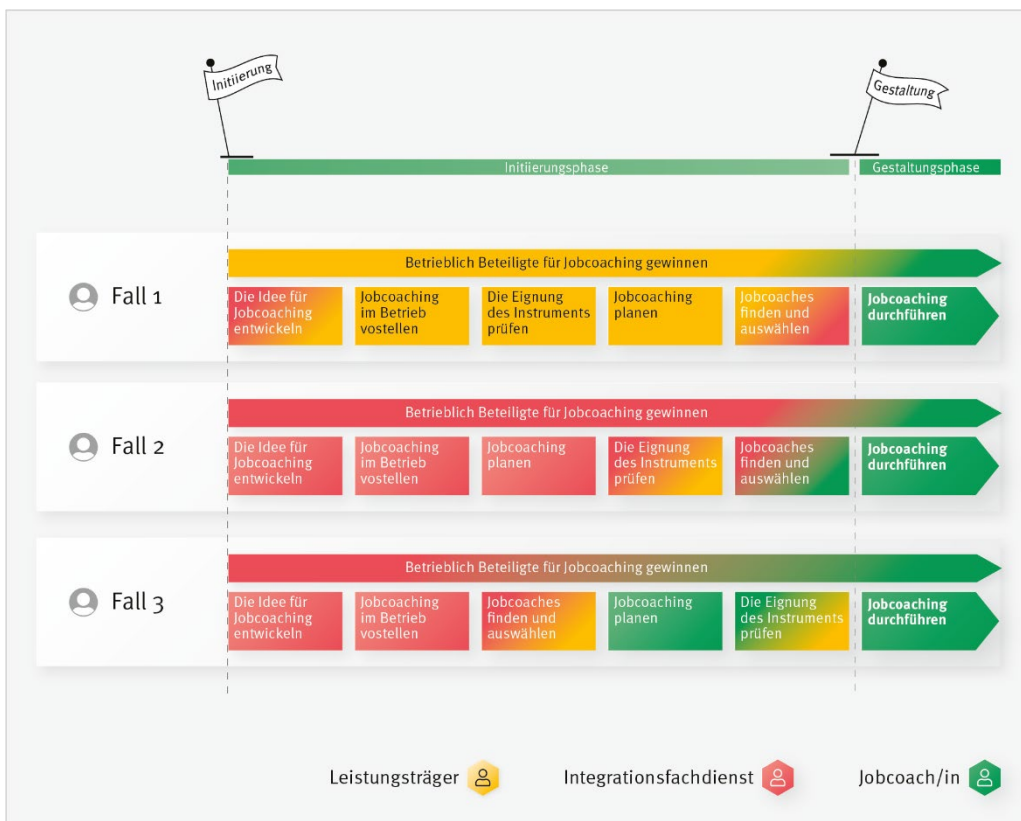 Initiierung
Gestaltung
Initiierungsphase
Gestaltungsphase
Fall 1
Betrieblich Beteiligte für Jobcoaching gewinnen
Die Idee für
Jobcoaching
entwickeln
Jobcoaching
im Betrieb
vostellen
Die Eignung
des Instruments
prüfen
Jobcoaching
planen
Jobcoaches
finden und
auswählen
Jobcoaching
durchführen
Fall 2
Betrieblich Beteiligte für Jobcoaching gewinnen
Die Idee für
Jobcoaching
entwickeln
Jobcoaching
im Betrieb
vostellen
Jobcoaching
planen
Die Eignung
des Instruments
prüfen
Jobcoaches
finden und
auswählen
Jobcoaching
durchführen
Fall 3
Betrieblich Beteiligte für Jobcoaching gewinnen
Die Idee für
Jobcoaching
entwickeln
Jobcoaching
im Betrieb
vostellen
Jobcoaches
finden und
auswählen
Jobcoaching
planen
Die Eignung
des Instruments
prüfen
Jobcoaching
durchführen
Leistungsträger
Integrationsfachdienst
Jobcoach/in